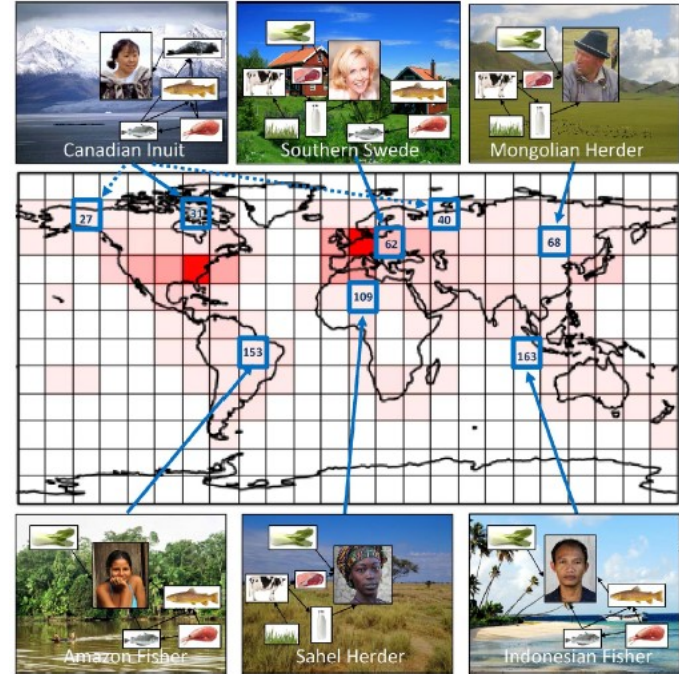 Canadian Inuit
Southern Swede
Mongolian Herder
27
31
40
62
68
109
153
163
Amazon Fisher
Sahel Herder
Indonesian Fisher